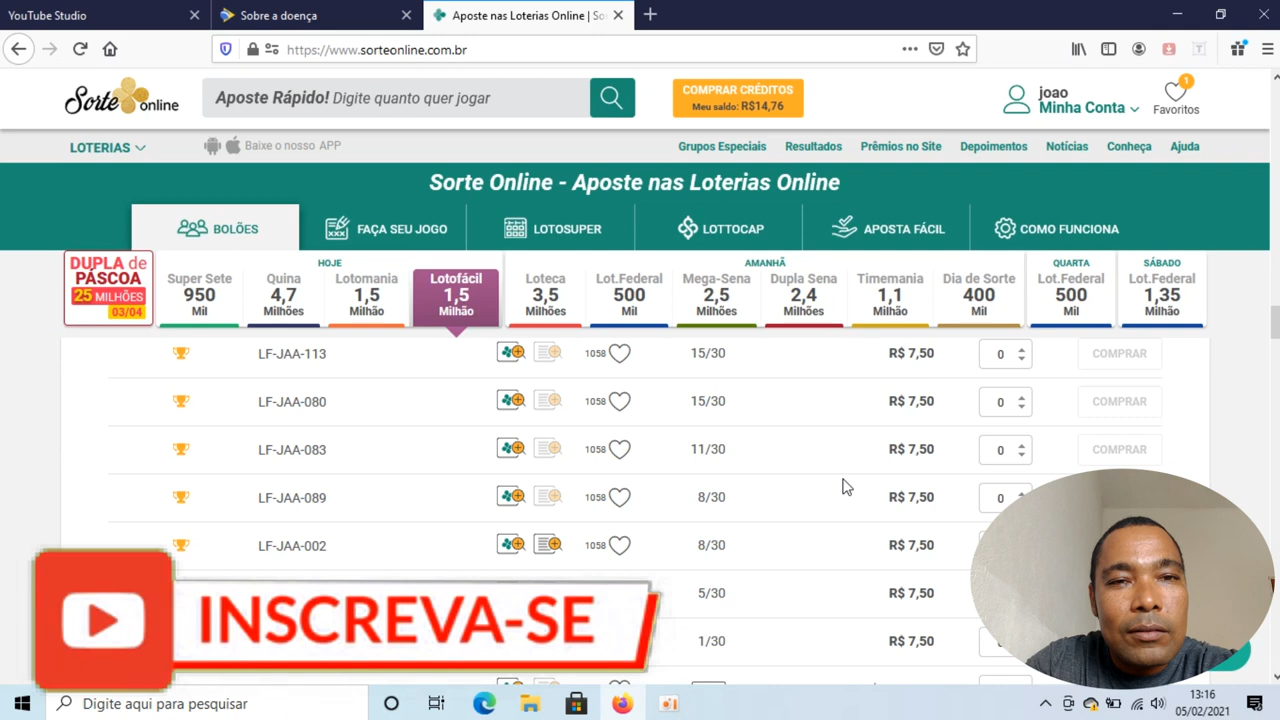 YouTube Studio
Sobre a doença
Aposte nas Loterias Online | So
https://www.sorteonline.com.br
Sorte online
Aposte Rápido! Digite quanto quer jogar
COMPRAR CRÉDITOS
Meu saldo: R$14,76
joao
Minha Conta
1
Favoritos
LOTERIAS
Baixe o nosso APP
Grupos Especiais
Resultados
Prêmios no Site
Depoimentos
Notícias
Conheça
Ajuda
Sorte Online - Aposte nas Loterias Online
BOLÕES
FAÇA SEU JOGO
LOTOSUPER
LOTTOCAP
APOSTA FÁCIL
COMO FUNCIONA
DUPLA de
PÁSCOA
25 MILHÕES
03/04
HOJE
Super Sete
950
Mil
Quina
4,7
Milhões
Lotomania
1,5
Milhão
Lotofácil
1,5
Milhão
AMANHÃ
Loteca
3,5
Milhões
Lot.Federal
500
Mil
Mega-Sena
2,5
Milhões
Dupla Sena
2,4
Milhões
Timemania
1,1
Milhão
Dia de Sorte
400
Mil
QUARTA
Lot.Federal
500
Mil
SÁBADO
Lot.Federal
1,35
Milhão
LF-JAA-113 1058 15/30 R$ 7,50 0 COMPRAR
LF-JAA-080 1058 15/30 R$ 7,50 0 COMPRAR
LF-JAA-083 1058 11/30 R$ 7,50 0 COMPRAR
LF-JAA-089 1058 8/30 R$ 7,50 0
LF-JAA-002 1058 8/30 R$ 7,50
5/30 R$ 7,50
1/30 R$ 7,50
INSCREVA-SE
Digite aqui para pesquisar
13:16
05/02/2021